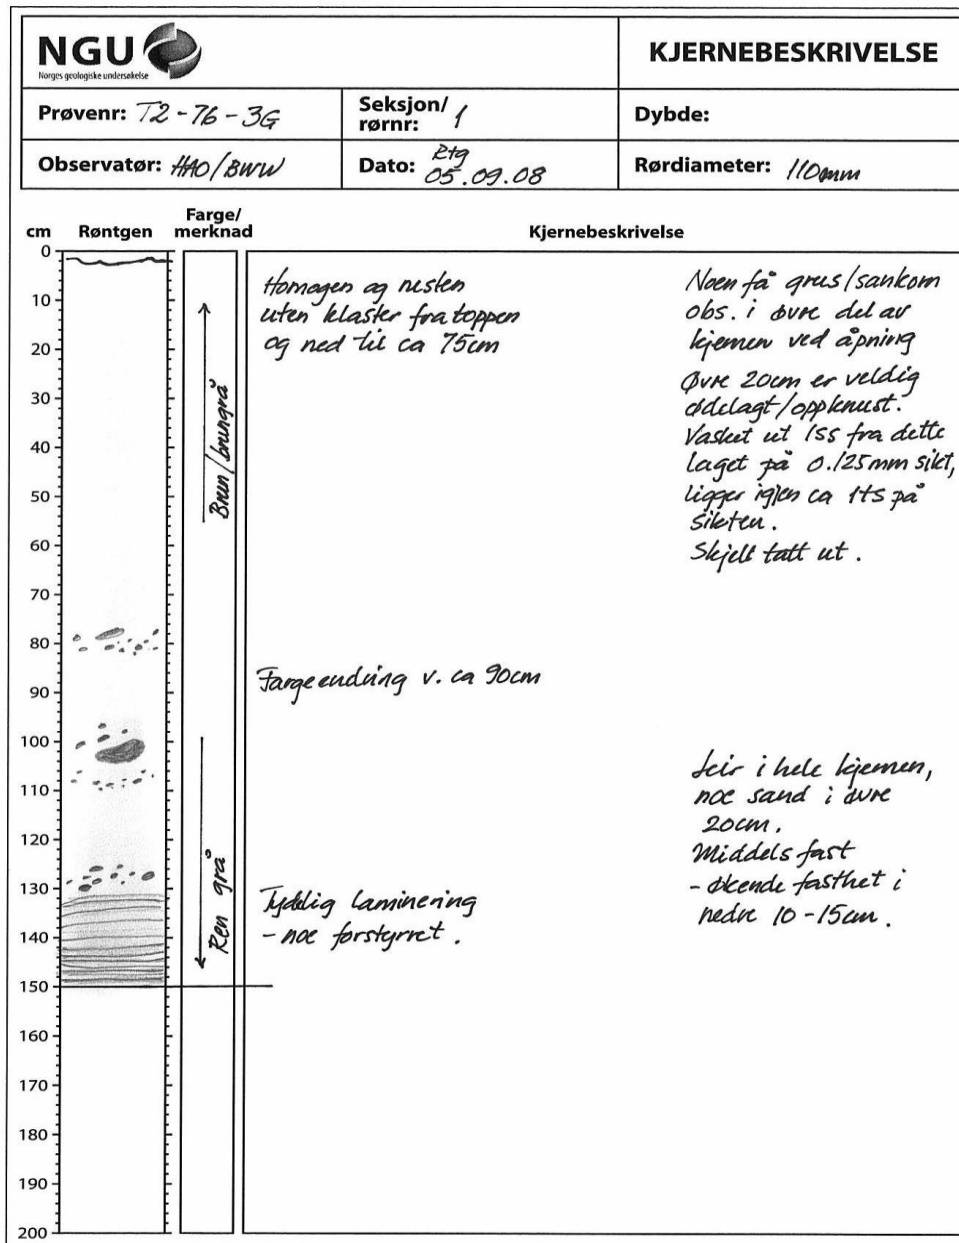 NGU
Norges geologiske undersøkelse
KJERNEBESKRIVELSE
Prøvenr: T2-76-3G
Seksjon/
rørnr: 1
Dybde:
Observatør: HAO/BWW
Dato: Rtg
05.09.08
Rørdiameter: 110mm
cm
Røntgen
Farge/
merknad
Kjernebeskrivelse
0
10
20
30
40
50
60
70
80
90
100
110
120
130
140
150
160
170
180
190
200
Brun/brungrå
Ren grå
Homogen og nesten
uten klaster fra toppen
og ned til ca 75cm
Fargeendring v. ca 90cm
Tydelig laminering
- noe forstyrret.
Noen få grus/sankorn
obs. i øvre del av
kjernen ved åpning
Øvre 20cm er veldig
ødelagt/oppknust.
Vasket ut 1ss fra dette
laget på 0.125mm sikt,
ligger igjen ca 1ts på
sikten.
Skjell tatt ut.
Leir i hele kjernen,
noe sand i øvre
20cm.
Middels fast
- økende fasthet i
nedre 10-15cm.